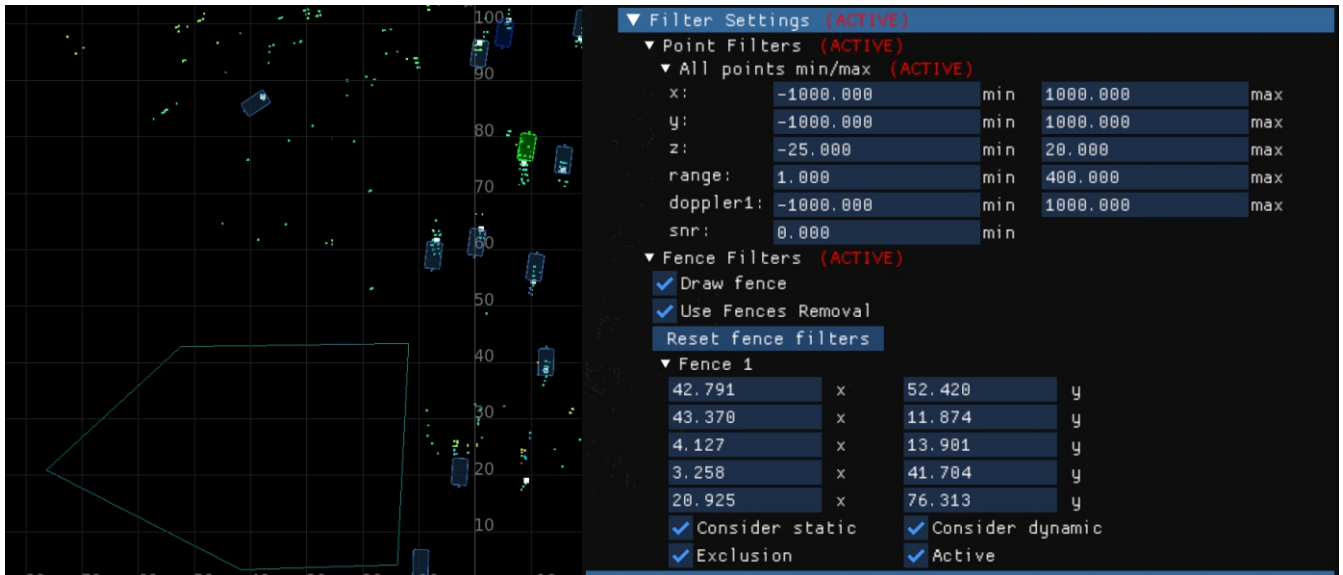 100
90
80
70
60
50
40
30
20
10
▼ Filter Settings (ACTIVE)
▼ Point Filters (ACTIVE)
▼ All points min/max (ACTIVE)
x: -1000.000 min 1000.000 max
y: -1000.000 min 1000.000 max
z: -25.000 min 20.000 max
range: 1.000 min 400.000 max
doppler1: -1000.000 min 1000.000 max
snr: 0.000 min
▼ Fence Filters (ACTIVE)
Draw fence
Use Fences Removal
Reset fence filters
▼ Fence 1
42.791 x 52.420 y
43.370 x 11.874 y
4.127 x 13.901 y
3.258 x 41.704 y
20.925 x 76.313 y
Consider static Consider dynamic
Exclusion Active